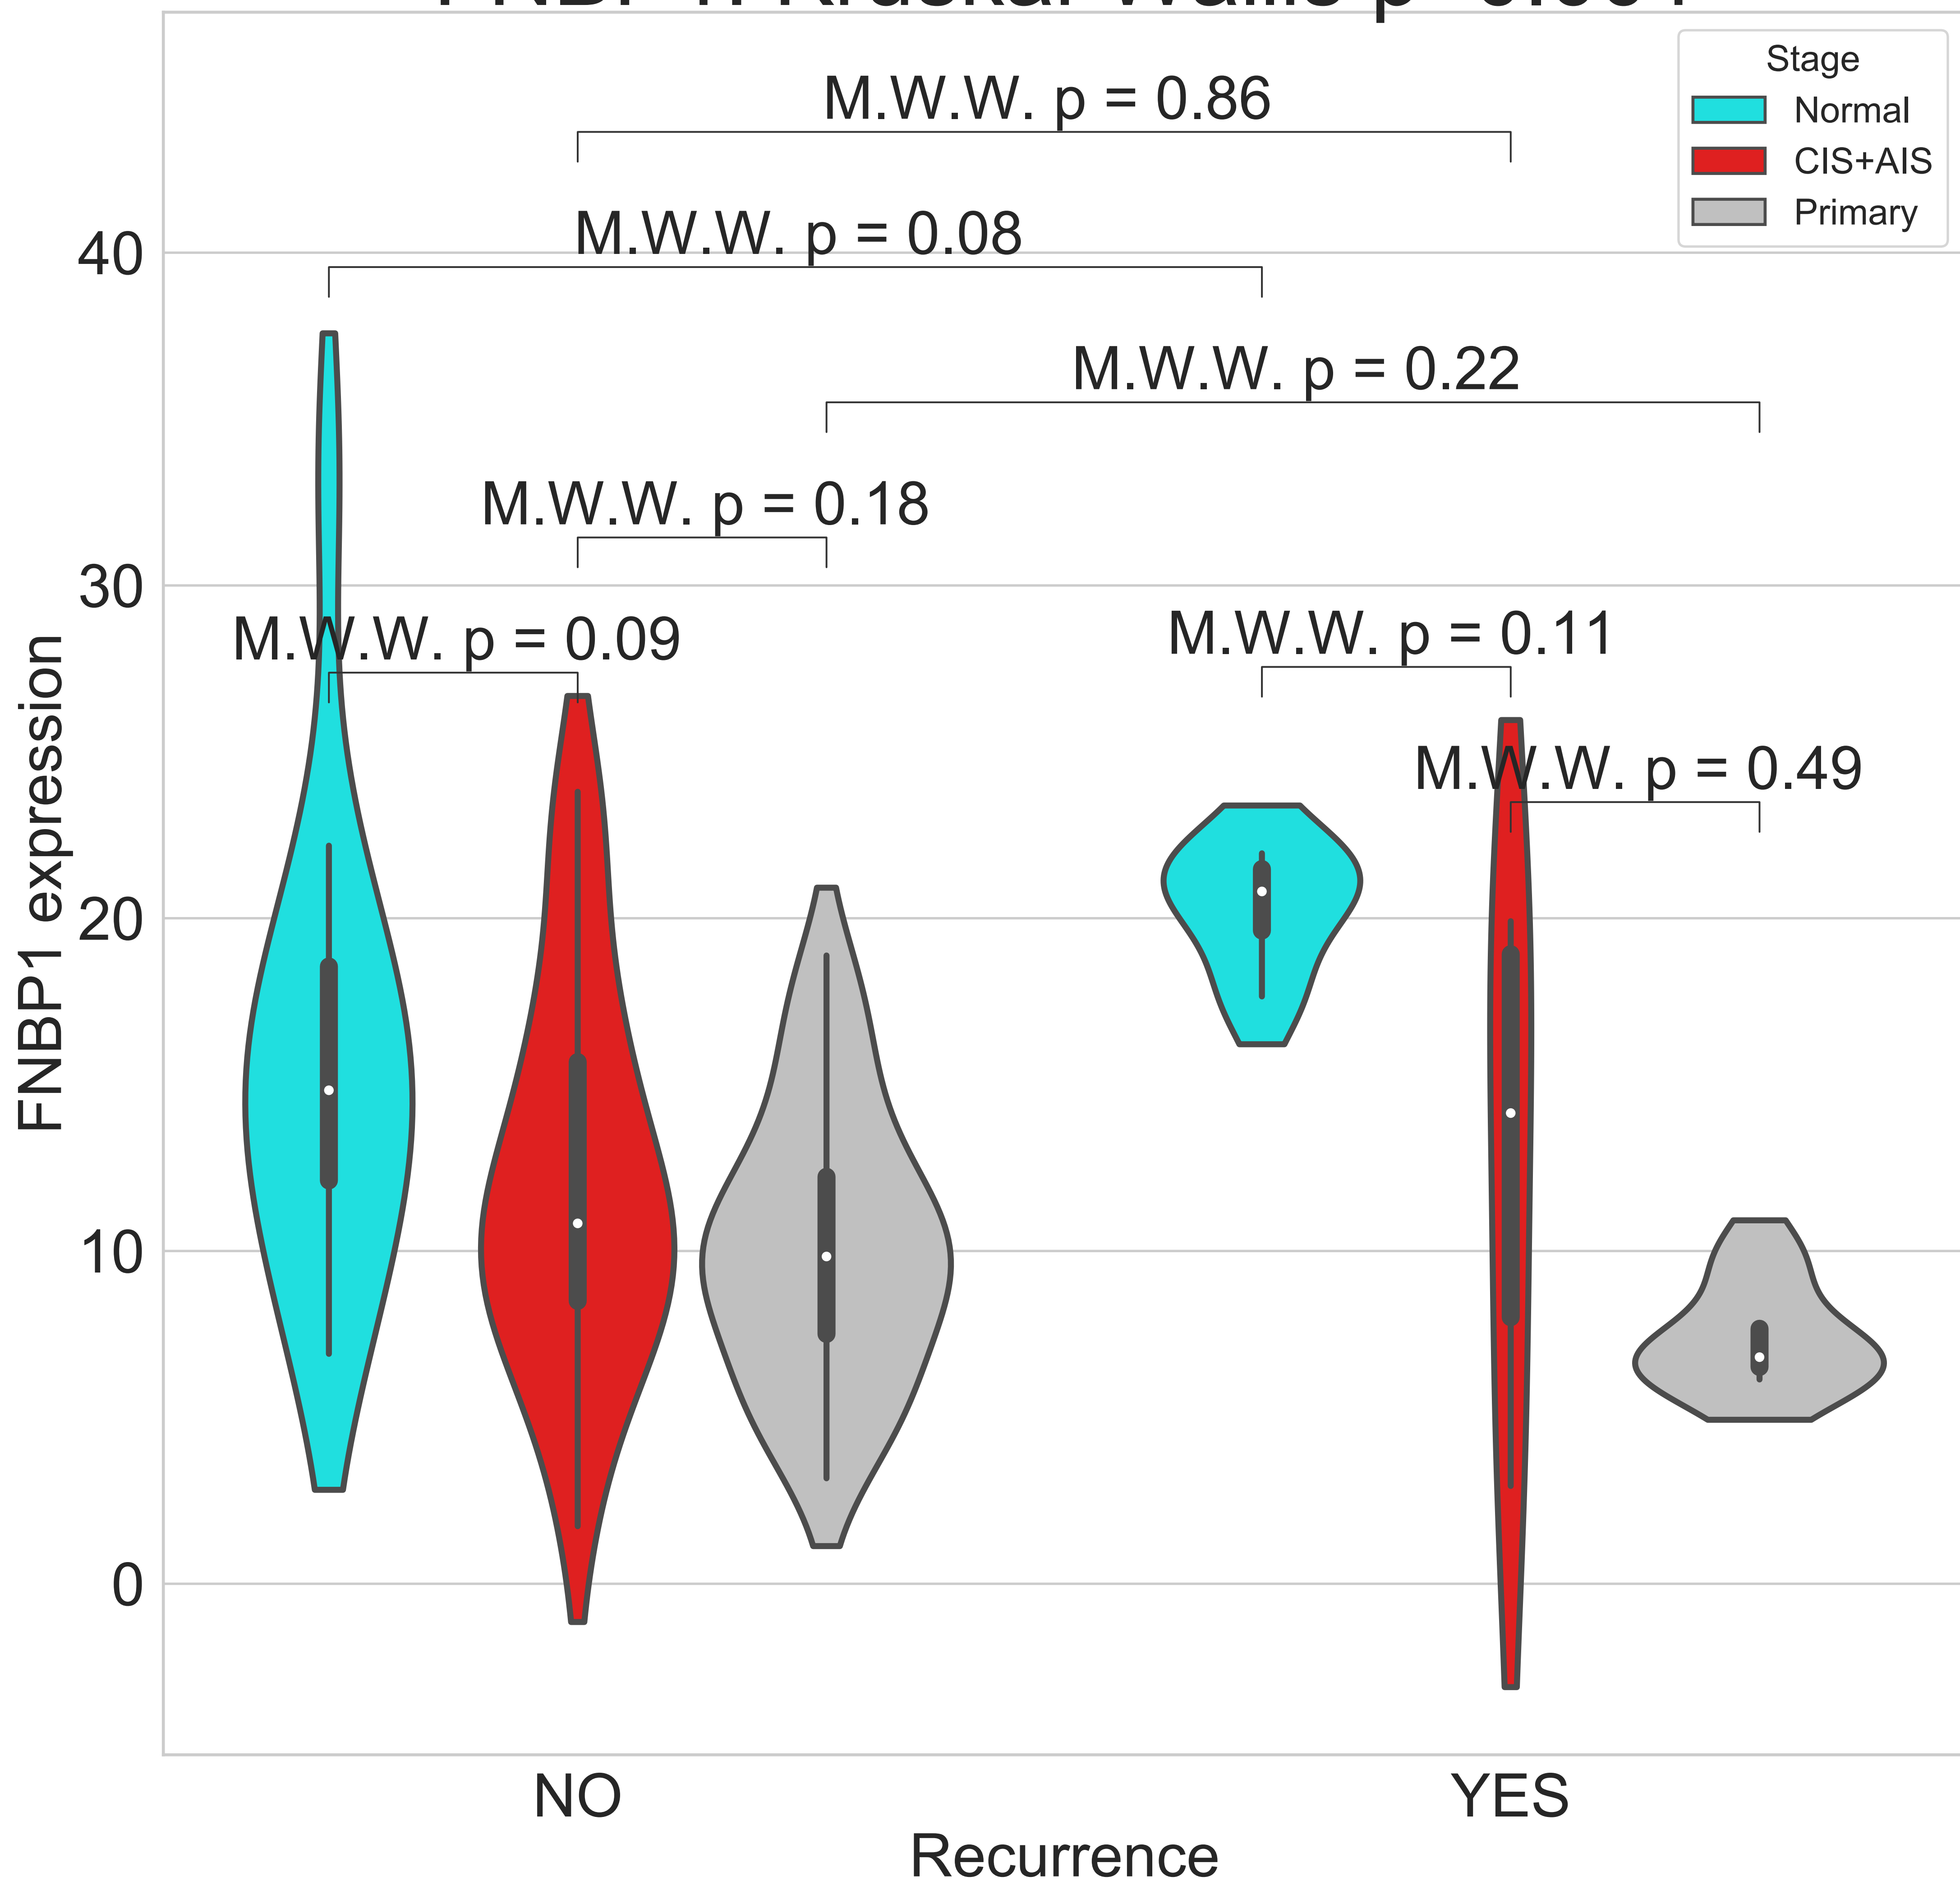 Stage
Normal
CIS+AIS
Primary
M.W.W. p = 0.86
M.W.W. p = 0.08
M.W.W. p = 0.22
M.W.W. p = 0.18
M.W.W. p = 0.09
M.W.W. p = 0.11
M.W.W. p = 0.49
FNBP1 expression
40
30
20
10
0
NO
YES
Recurrence